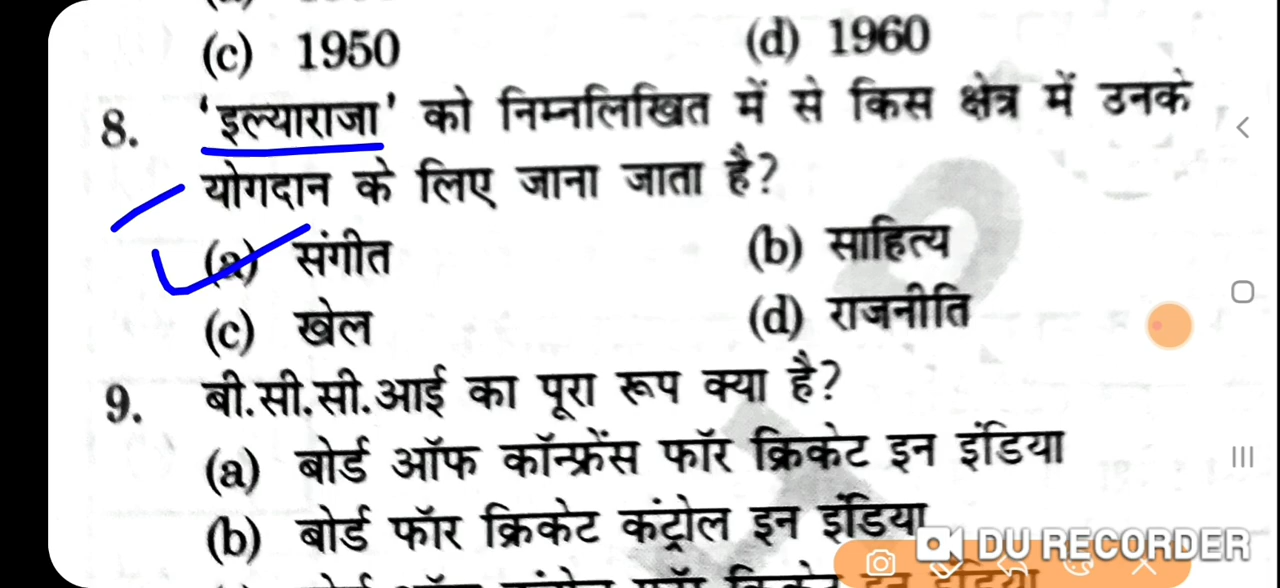 (c) 1950 (d) 1960
8. 'इल्याराजा' को निम्नलिखित में से किस क्षेत्र में उनके
योगदान के लिए जाना जाता है?
(a) संगीत (b) साहित्य
(c) खेल (d) राजनीति
9. बी.सी.सी.आई का पूरा रूप क्या है?
(a) बोर्ड ऑफ कॉन्फ्रेंस फॉर क्रिकेट इन इंडिया
(b) बोर्ड फॉर क्रिकेट कंट्रोल इन इंडिया
DU RECORDER